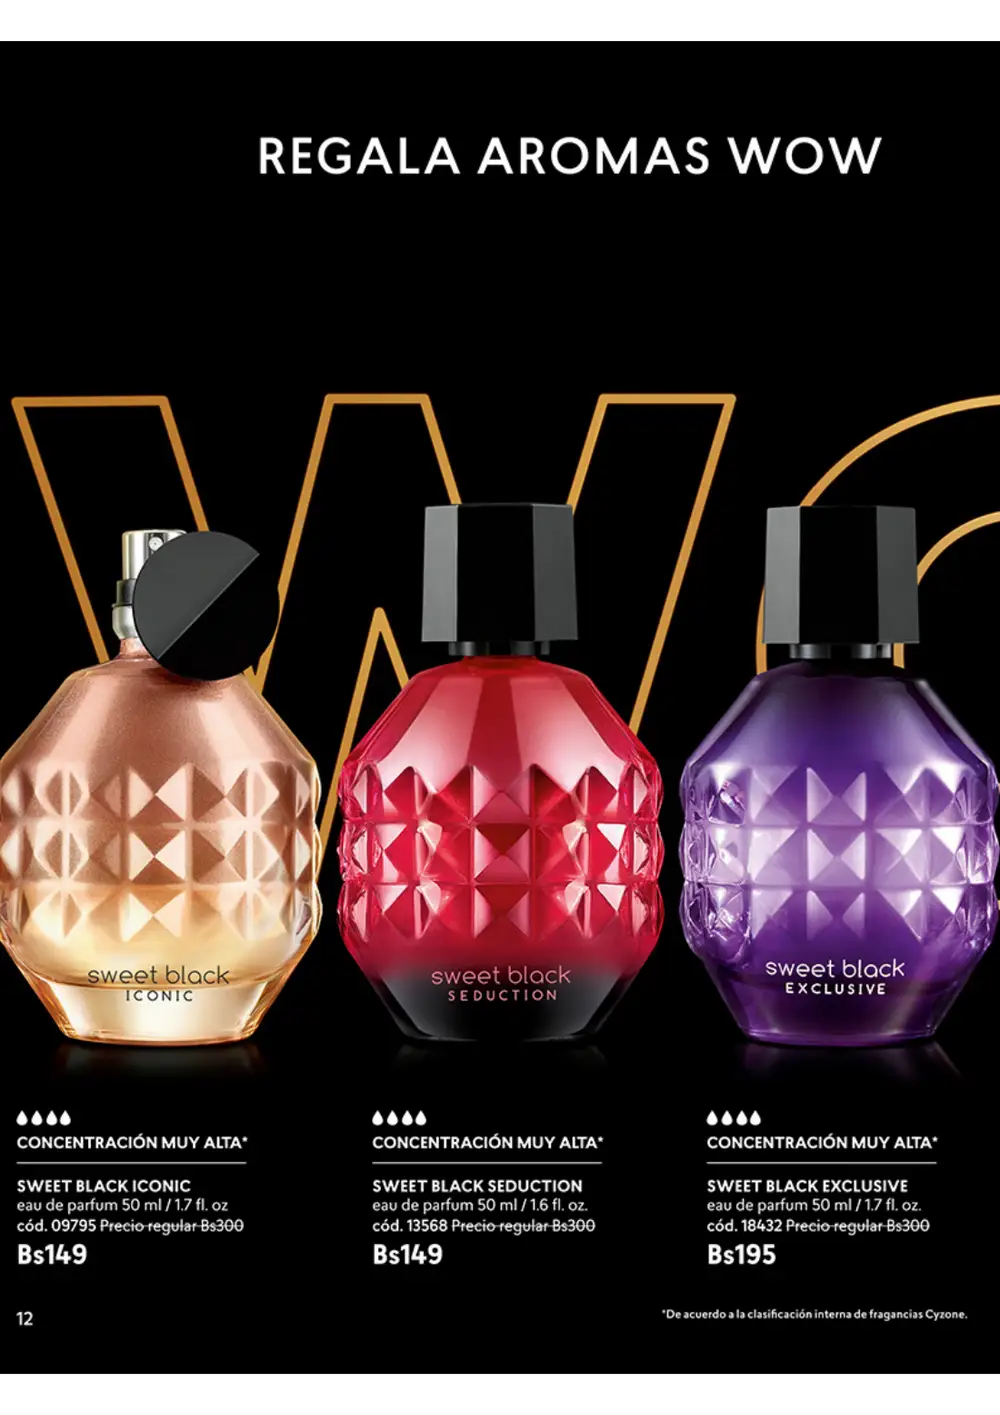 REGALA AROMAS WOW
sweet black
ICONIC
sweet black
SEDUCTION
sweet black
EXCLUSIVE
CONCENTRACIÓN MUY ALTA*
SWEET BLACK ICONIC
eau de parfum 50 ml / 1.7 fl. oz
cód. 09795 Precio regular Bs300
Bs149
CONCENTRACIÓN MUY ALTA*
SWEET BLACK SEDUCTION
eau de parfum 50 ml / 1.6 fl. oz.
cód. 13568 Precio regular Bs300
Bs149
CONCENTRACIÓN MUY ALTA*
SWEET BLACK EXCLUSIVE
eau de parfum 50 ml / 1.7 fl. oz.
cód. 18432 Precio regular Bs300
Bs195
12
*De acuerdo a la clasificación interna de fragancias Cyzone.